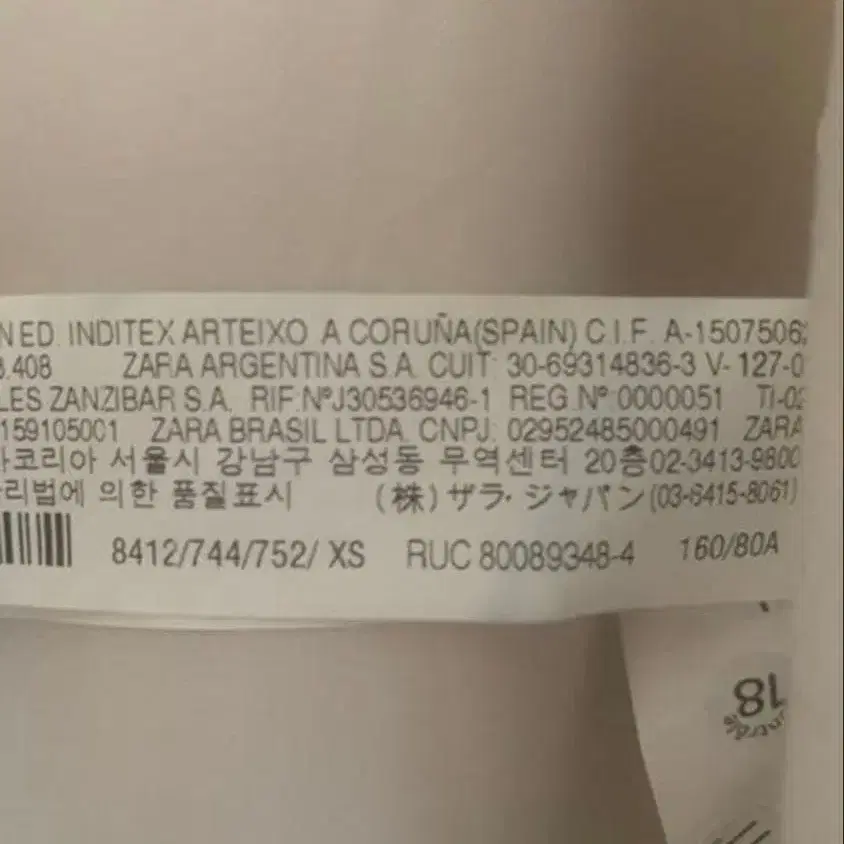 NED. INDITEX ARTEIXO A CORUÑA(SPAIN) C.I.F. A-1507506
.408 ZARA ARGENTINA S.A. CUIT: 30-69314836-3 V-127-0
LES ZANZIBAR S.A. RIF.NºJ30536946-1 REG.Nº 0000051 TI-0
159105001 ZARA BRASIL LTDA. CNPJ: 02952485000491 ZARA
코리아 서울시 강남구 삼성동 무역센터 20층02-3413-9800
리법에 의한 품질표시 (株)ザラ・ジャパン(03-6415-8061)
8412/744/752/ XS RUC 80089348-4 160/80A
18